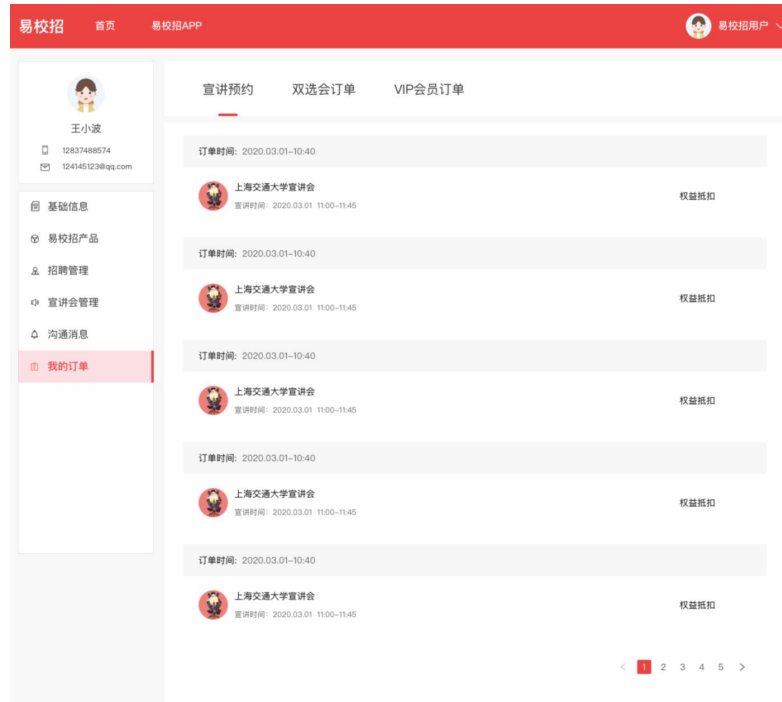 易校招 首页 易校招APP 易校招用户
王小波
12837488574
124145123@qq.com
基础信息
易校招产品
招聘管理
宣讲会管理
沟通消息
我的订单
宣讲预约 双选会订单 VIP会员订单
订单时间: 2020.03.01-10:40
上海交通大学宣讲会
宣讲时间: 2020.03.01 11:00-11:45
权益抵扣
订单时间: 2020.03.01-10:40
上海交通大学宣讲会
宣讲时间: 2020.03.01 11:00-11:45
权益抵扣
订单时间: 2020.03.01-10:40
上海交通大学宣讲会
宣讲时间: 2020.03.01 11:00-11:45
权益抵扣
订单时间: 2020.03.01-10:40
上海交通大学宣讲会
宣讲时间: 2020.03.01 11:00-11:45
权益抵扣
订单时间: 2020.03.01-10:40
上海交通大学宣讲会
宣讲时间: 2020.03.01 11:00-11:45
权益抵扣
< 1 2 3 4 5 >